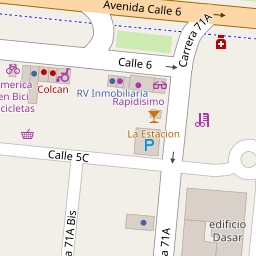 Avenida Calle 6
Carrera 71A
Calle 6
merica
en Bici
cicletas
Colcan
RV Inmobiliaria
Rapidisimo
La Estacion
P
Calle 5C
71A Bis
71A
edificio
Dasar